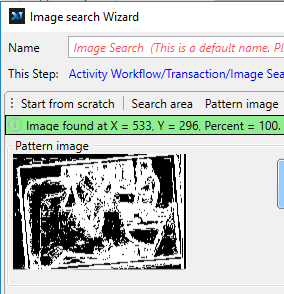 Image search Wizard
Name Image Search (This is a default name. Pl
This Step: Activity Workflow/Transaction/Image Sea
Start from scratch Search area Pattern image
Image found at X = 533, Y = 296, Percent = 100.
Pattern image